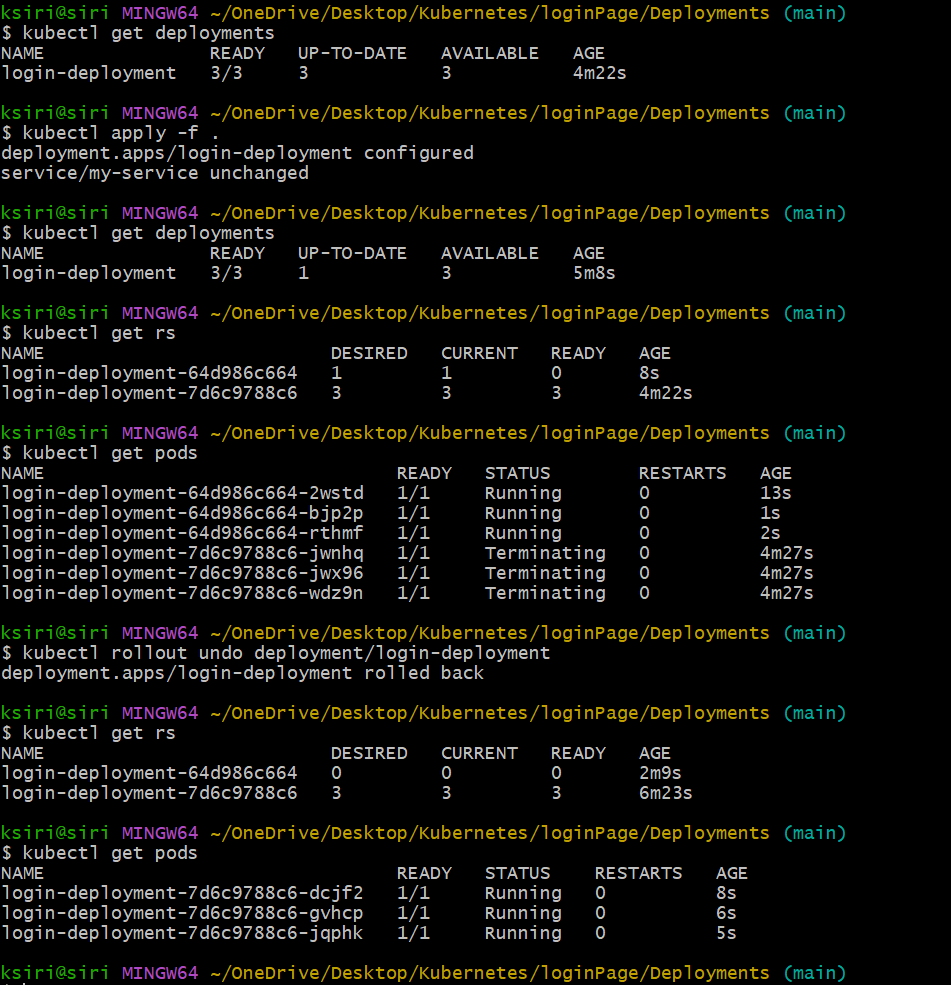 ksiri@siri MINGW64 ~/OneDrive/Desktop/Kubernetes/loginPage/Deployments (main)
$ kubectl get deployments
NAME               READY   UP-TO-DATE   AVAILABLE   AGE
login-deployment   3/3     3            3           4m22s
ksiri@siri MINGW64 ~/OneDrive/Desktop/Kubernetes/loginPage/Deployments (main)
$ kubectl apply -f .
deployment.apps/login-deployment configured
service/my-service unchanged
ksiri@siri MINGW64 ~/OneDrive/Desktop/Kubernetes/loginPage/Deployments (main)
$ kubectl get deployments
NAME               READY   UP-TO-DATE   AVAILABLE   AGE
login-deployment   3/3     1            3           5m8s
ksiri@siri MINGW64 ~/OneDrive/Desktop/Kubernetes/loginPage/Deployments (main)
$ kubectl get rs
NAME                          DESIRED   CURRENT   READY   AGE
login-deployment-64d986c664   1         1         0       8s
login-deployment-7d6c9788c6   3         3         3       4m22s
ksiri@siri MINGW64 ~/OneDrive/Desktop/Kubernetes/loginPage/Deployments (main)
$ kubectl get pods
NAME                                READY   STATUS        RESTARTS   AGE
login-deployment-64d986c664-2wstd   1/1     Running       0          13s
login-deployment-64d986c664-bjp2p   1/1     Running       0          1s
login-deployment-64d986c664-rthmf   1/1     Running       0          2s
login-deployment-7d6c9788c6-jwnhq   1/1     Terminating   0          4m27s
login-deployment-7d6c9788c6-jwx96   1/1     Terminating   0          4m27s
login-deployment-7d6c9788c6-wdz9n   1/1     Terminating   0          4m27s
ksiri@siri MINGW64 ~/OneDrive/Desktop/Kubernetes/loginPage/Deployments (main)
$ kubectl rollout undo deployment/login-deployment
deployment.apps/login-deployment rolled back
ksiri@siri MINGW64 ~/OneDrive/Desktop/Kubernetes/loginPage/Deployments (main)
$ kubectl get rs
NAME                          DESIRED   CURRENT   READY   AGE
login-deployment-64d986c664   0         0         0       2m9s
login-deployment-7d6c9788c6   3         3         3       6m23s
ksiri@siri MINGW64 ~/OneDrive/Desktop/Kubernetes/loginPage/Deployments (main)
$ kubectl get pods
NAME                                READY   STATUS    RESTARTS   AGE
login-deployment-7d6c9788c6-dcjf2   1/1     Running   0          8s
login-deployment-7d6c9788c6-gvhcp   1/1     Running   0          6s
login-deployment-7d6c9788c6-jqphk   1/1     Running   0          5s
ksiri@siri MINGW64 ~/OneDrive/Desktop/Kubernetes/loginPage/Deployments (main)